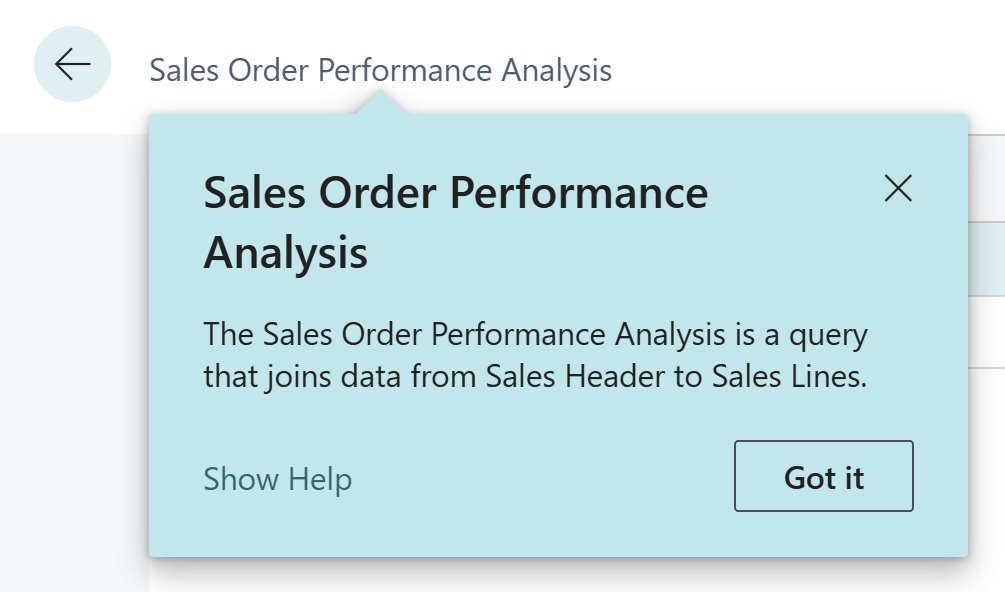 Sales Order Performance Analysis
Sales Order Performance
Analysis
The Sales Order Performance Analysis is a query
that joins data from Sales Header to Sales Lines.
Show Help
Got it